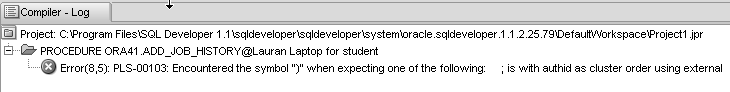 Compiler - Log
Project: C:\Program Files\SQL Developer 1.1\sqldeveloper\sqldeveloper\system\oracle.sqldeveloper.1.1.2.25.79\DefaultWorkspace\Project1.jpr
PROCEDURE ORA41.ADD_JOB_HISTORY@Lauran Laptop for student
Error(8,5): PLS-00103: Encountered the symbol ")" when expecting one of the following: ; is with authid as cluster order using external